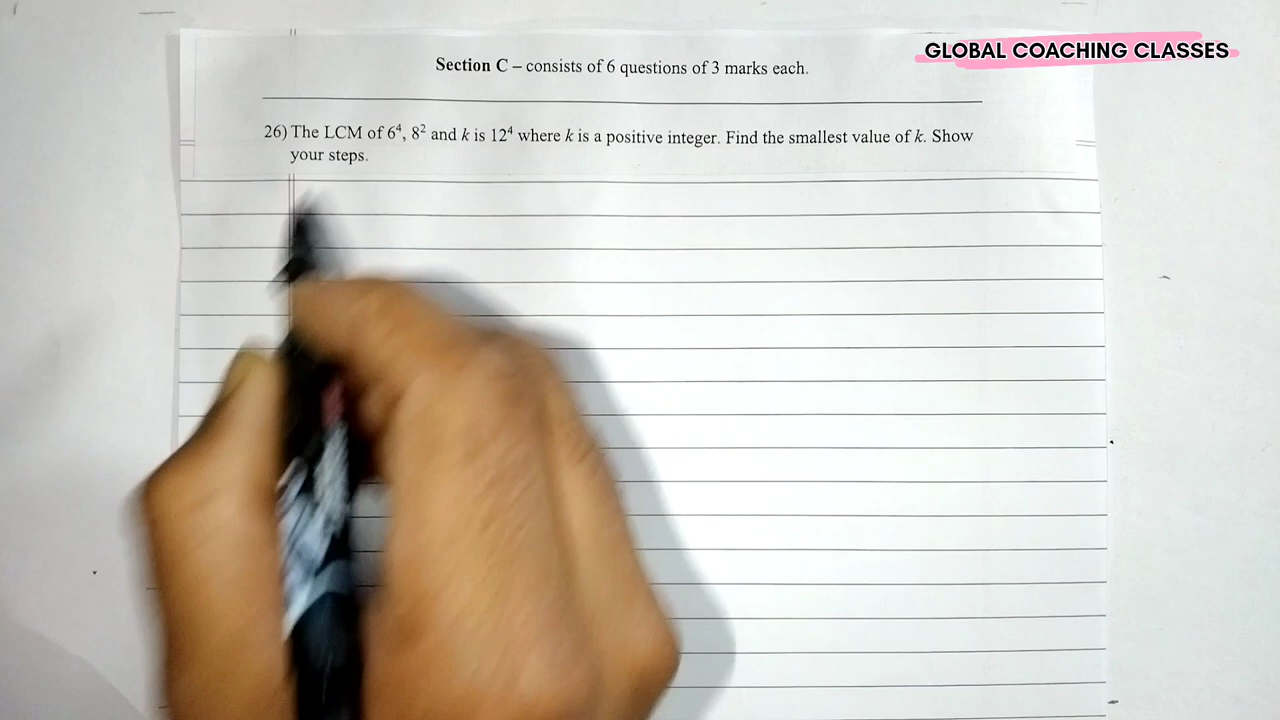 GLOBAL COACHING CLASSES
Section C – consists of 6 questions of 3 marks each.
26) The LCM of 6⁴, 8² and k is 12⁴ where k is a positive integer. Find the smallest value of k. Show
your steps.